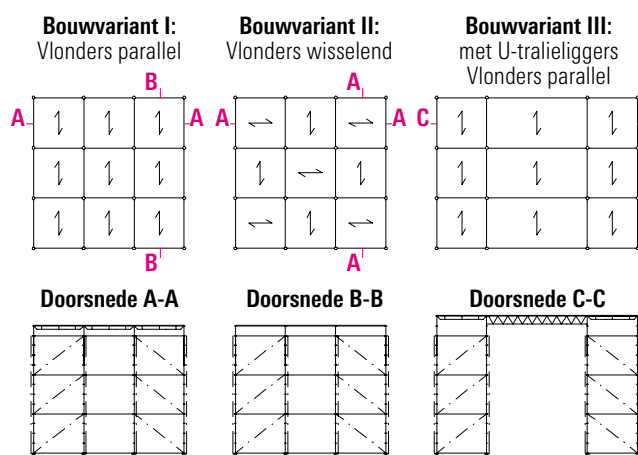 Bouwvariant I:
Vlonders parallel
Bouwvariant II:
Vlonders wisselend
Bouwvariant III:
met U-tralieliggers
Vlonders parallel
B
A
A
A
A
A
C
B
A
Doorsnede A-A
Doorsnede B-B
Doorsnede C-C